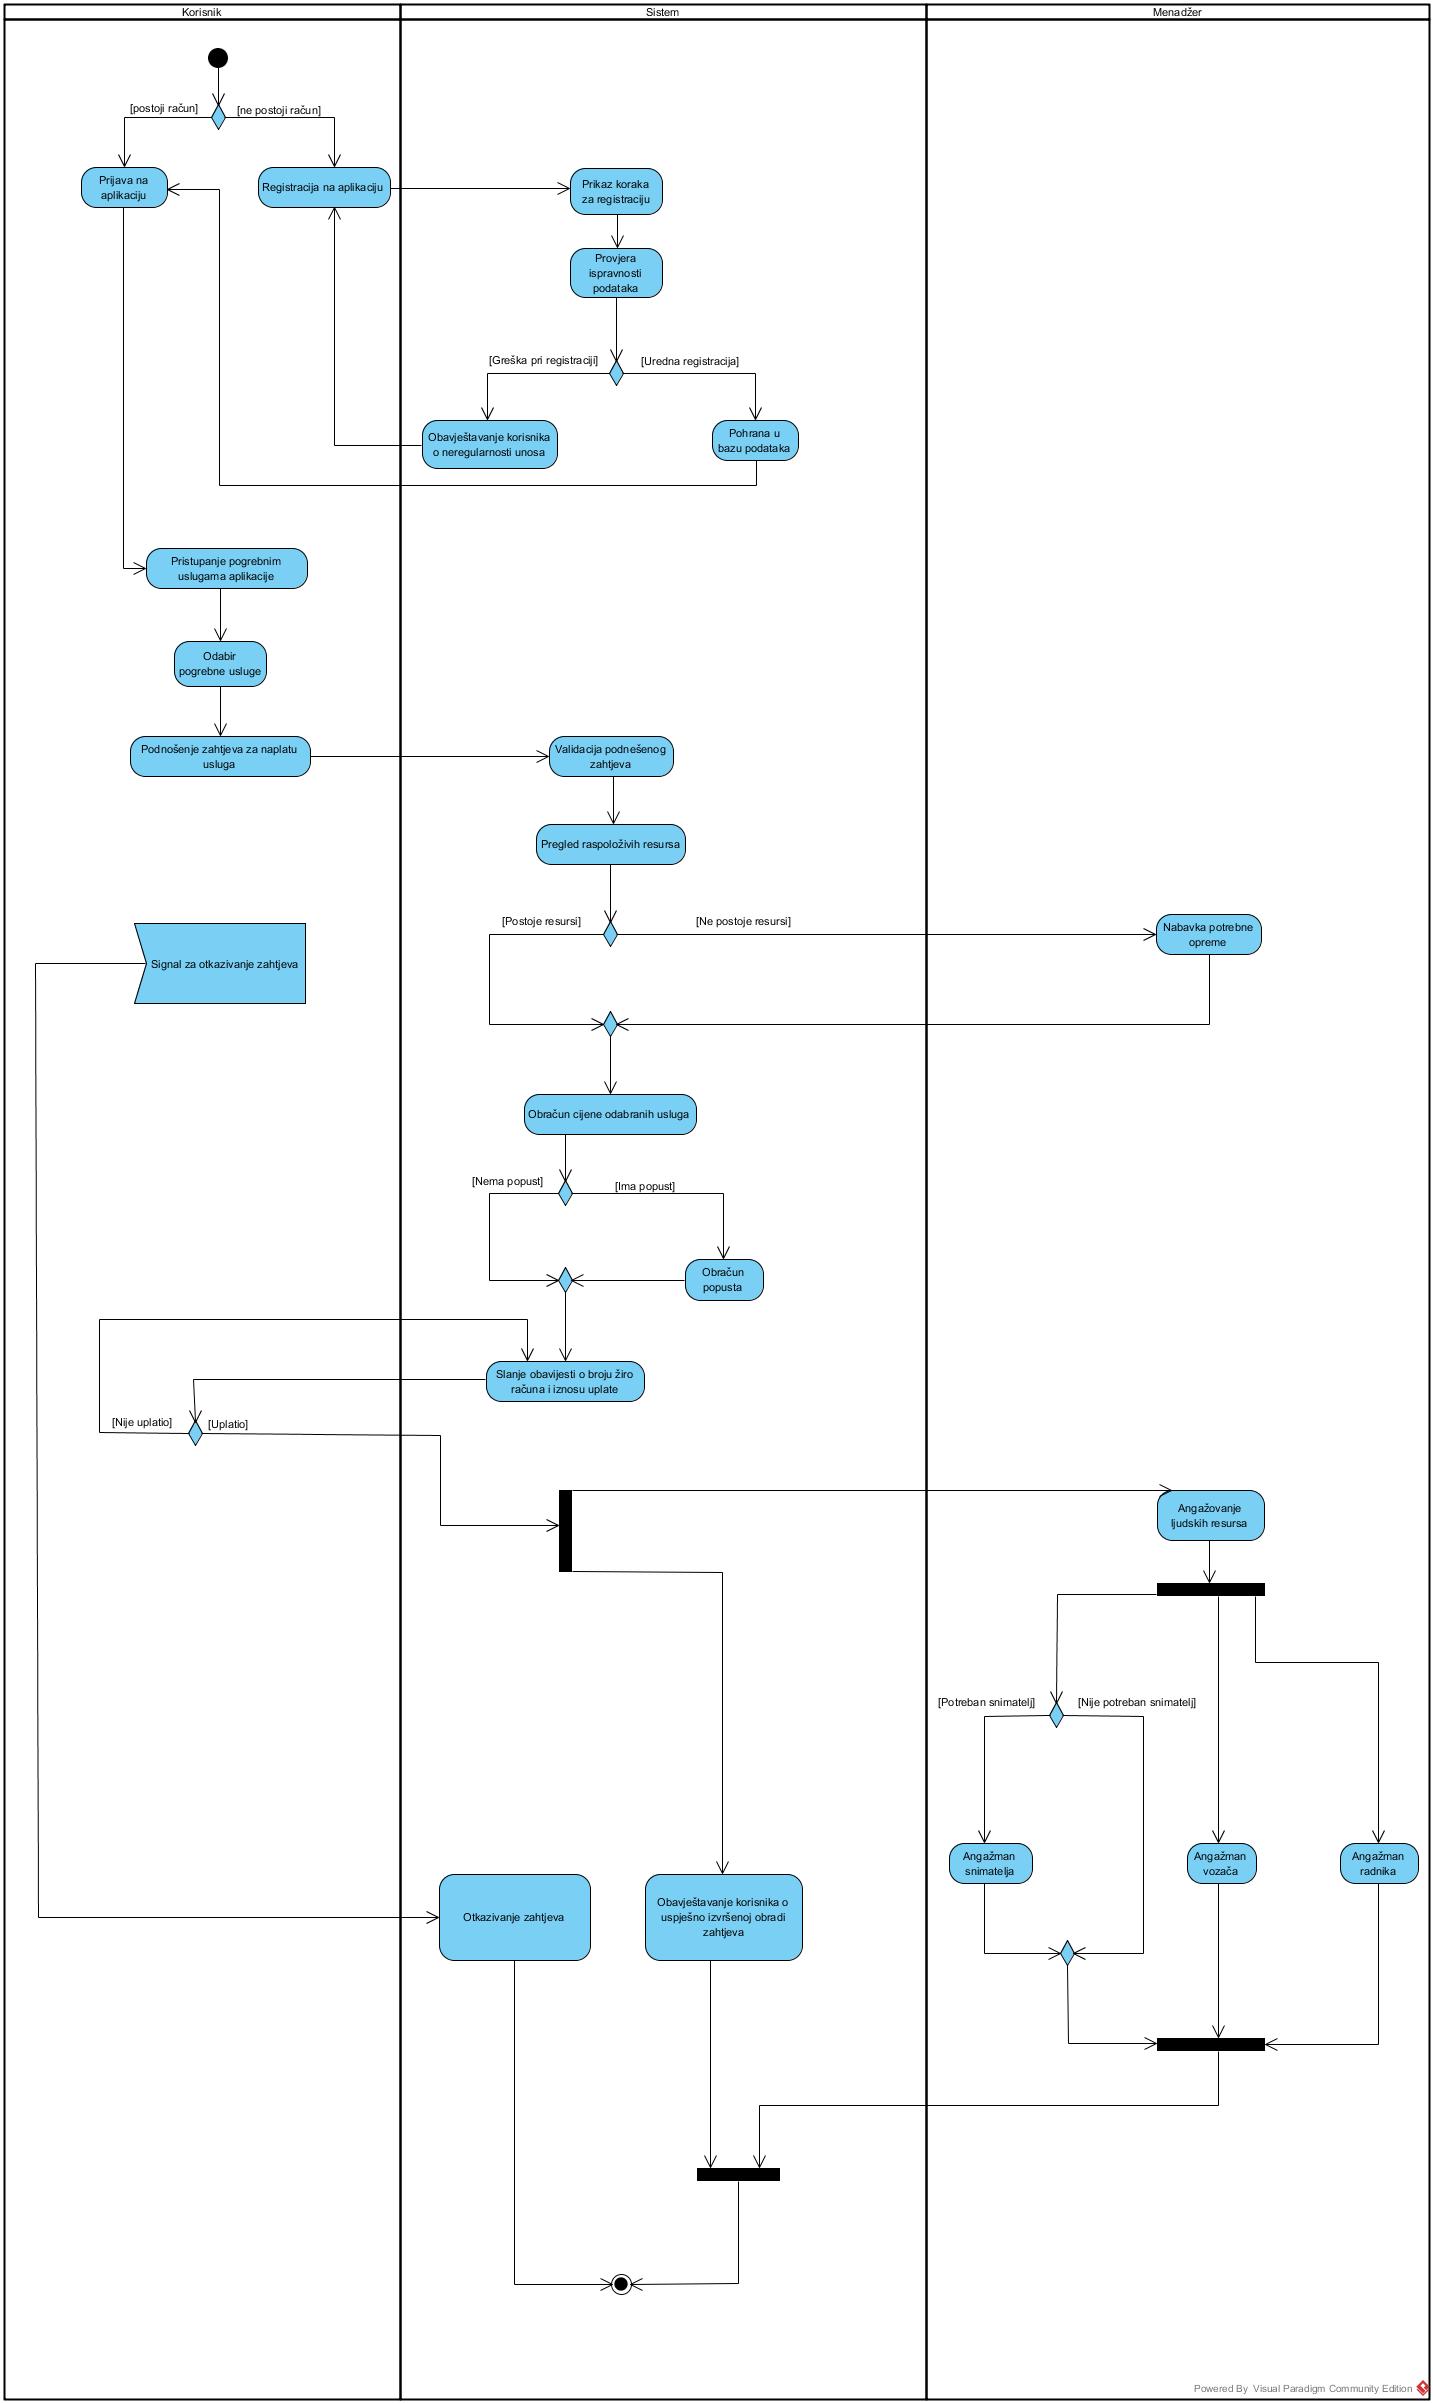 Korisnik
Sistem
Menadžer
[postoji račun]
[ne postoji račun]
Prijava na
aplikaciju
Registracija na aplikaciju
Prikaz koraka
za registraciju
Provjera
ispravnosti
podataka
[Greška pri registraciji]
[Uredna registracija]
Obavještavanje korisnika
o neregularnosti unosa
Pohrana u
bazu podataka
Pristupanje pogrebnim
uslugama aplikacije
Odabir
pogrebne usluge
Podnošenje zahtjeva za naplatu
usluga
Validacija podnešenog
zahtjeva
Pregled raspoloživih resursa
[Postoje resursi]
[Ne postoje resursi]
Nabavka potrebne
opreme
Signal za otkazivanje zahtjeva
Obračun cijene odabranih usluga
[Nema popust]
[Ima popust]
Obračun
popusta
Slanje obavijesti o broju žiro
računa i iznosu uplate
[Nije uplatio]
[Uplatio]
Angažovanje
ljudskih resursa
[Potreban snimatelj]
[Nije potreban snimatelj]
Angažman
snimatelja
Angažman
vozača
Angažman
radnika
Otkazivanje zahtjeva
Obavještavanje korisnika o
uspješno izvršenoj obradi
zahtjeva
Powered By Visual Paradigm Community Edition